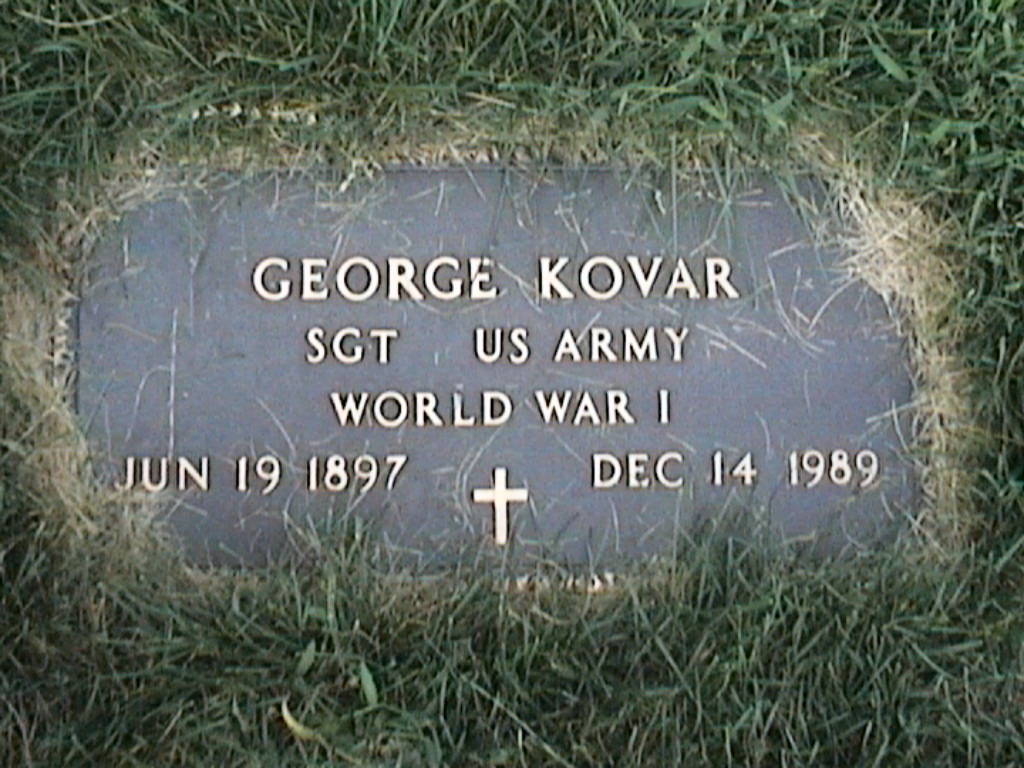 GEORGE KOVAR
SGT US ARMY
WORLD WAR I
JUN 19 1897 DEC 14 1989